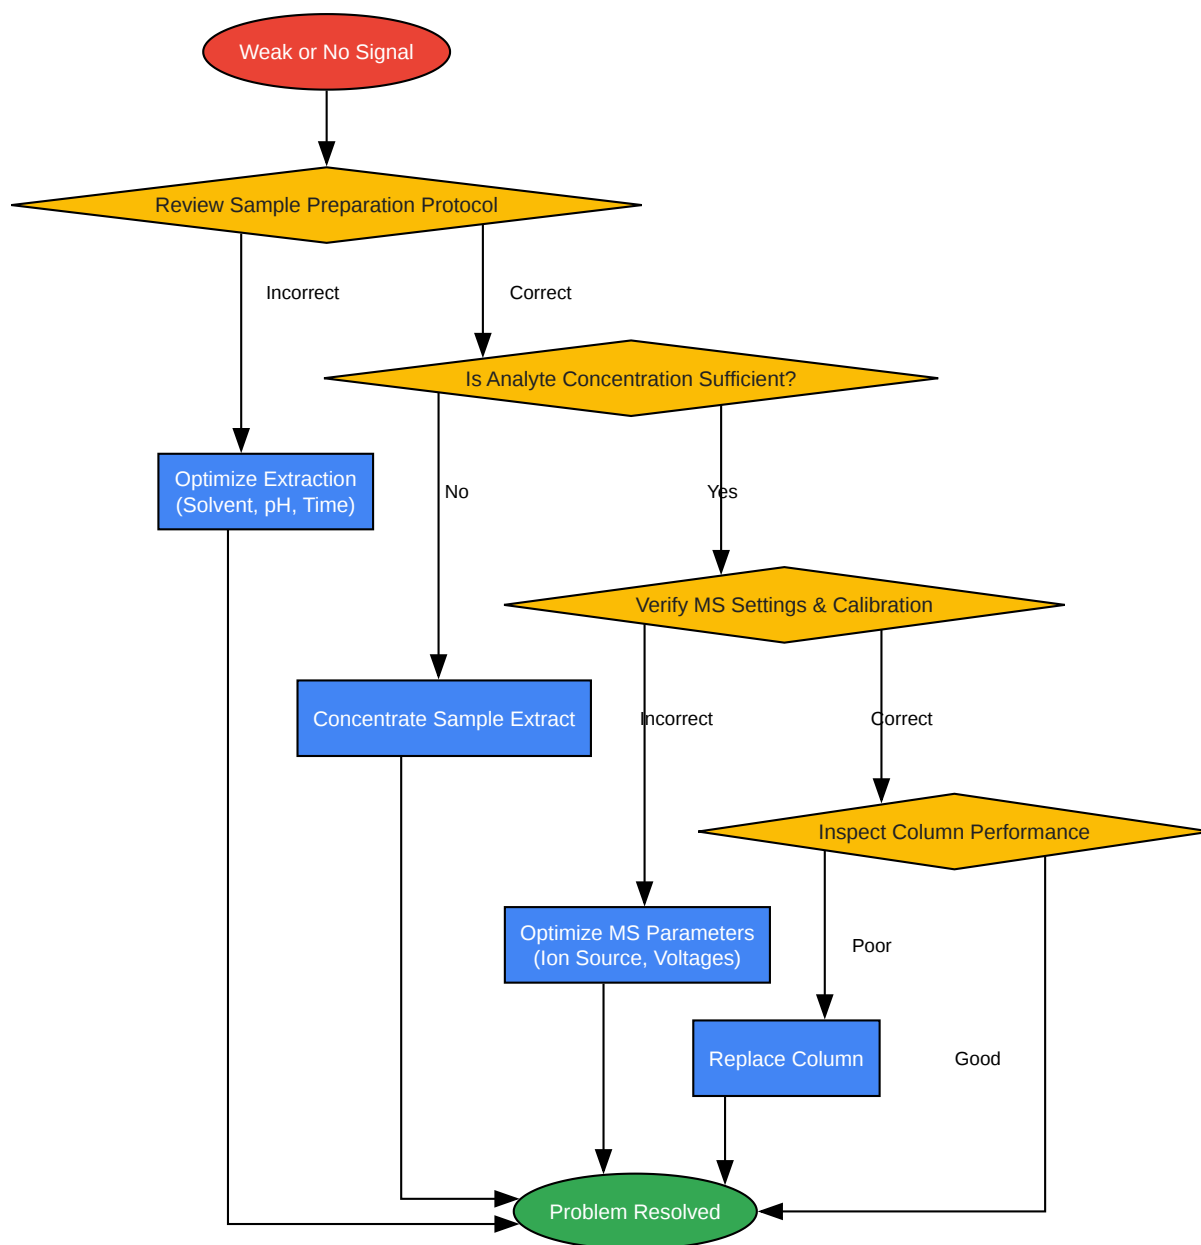 Weak or No Signal
Review Sample Preparation Protocol
Incorrect
Correct
Is Analyte Concentration Sufficient?
Optimize Extraction
(Solvent, pH, Time)
No
Yes
Verify MS Settings & Calibration
Concentrate Sample Extract
Incorrect
Correct
Inspect Column Performance
Optimize MS Parameters
(Ion Source, Voltages)
Poor
Replace Column
Good
Problem Resolved